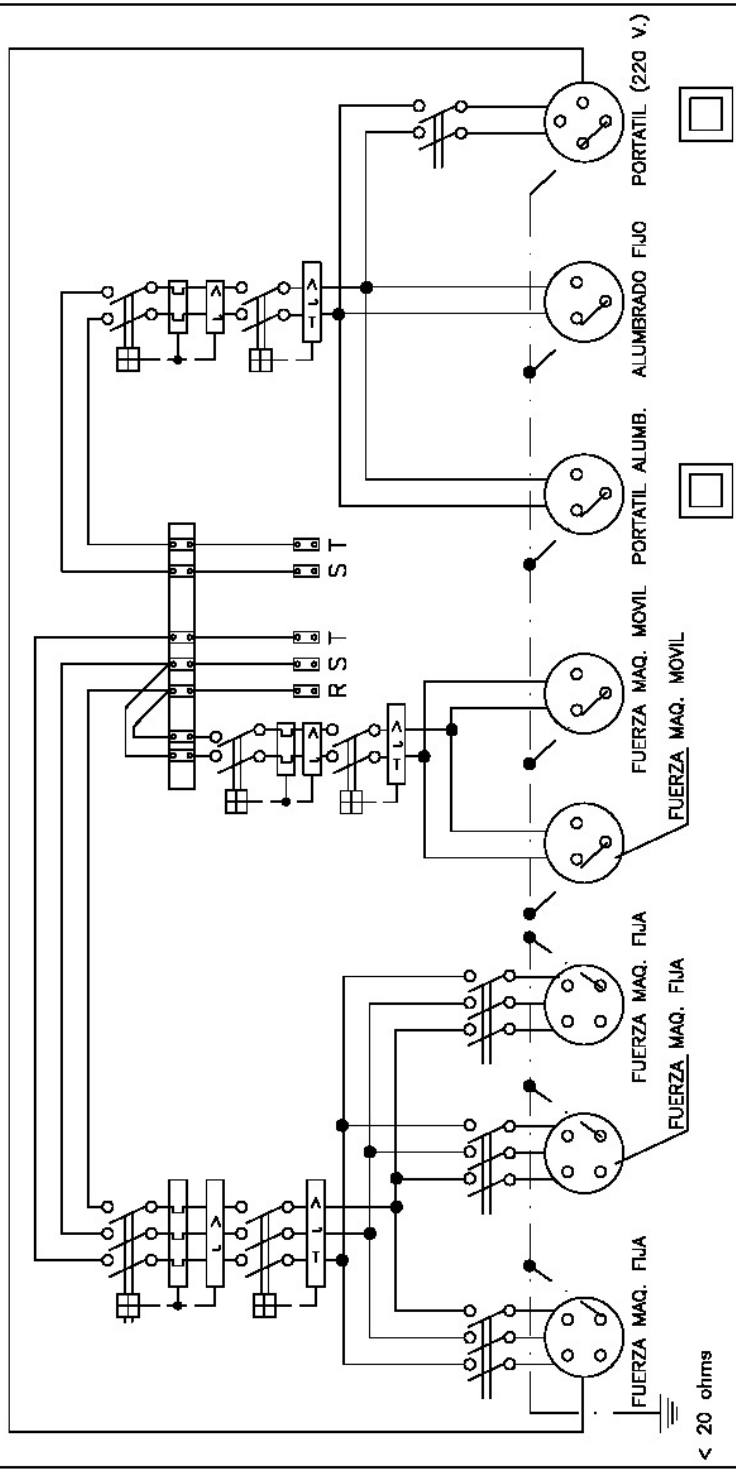 R S T S T
FUERZA MAQ. FIJA
FUERZA MAQ. FIJA
FUERZA MAQ. MOVIL
PORTATIL ALUMB.
ALUMBRADO FIJO
PORTATIL (220 V.)
FUERZA MAQ. FIJA
FUERZA MAQ. MOVIL
< 20 ohms